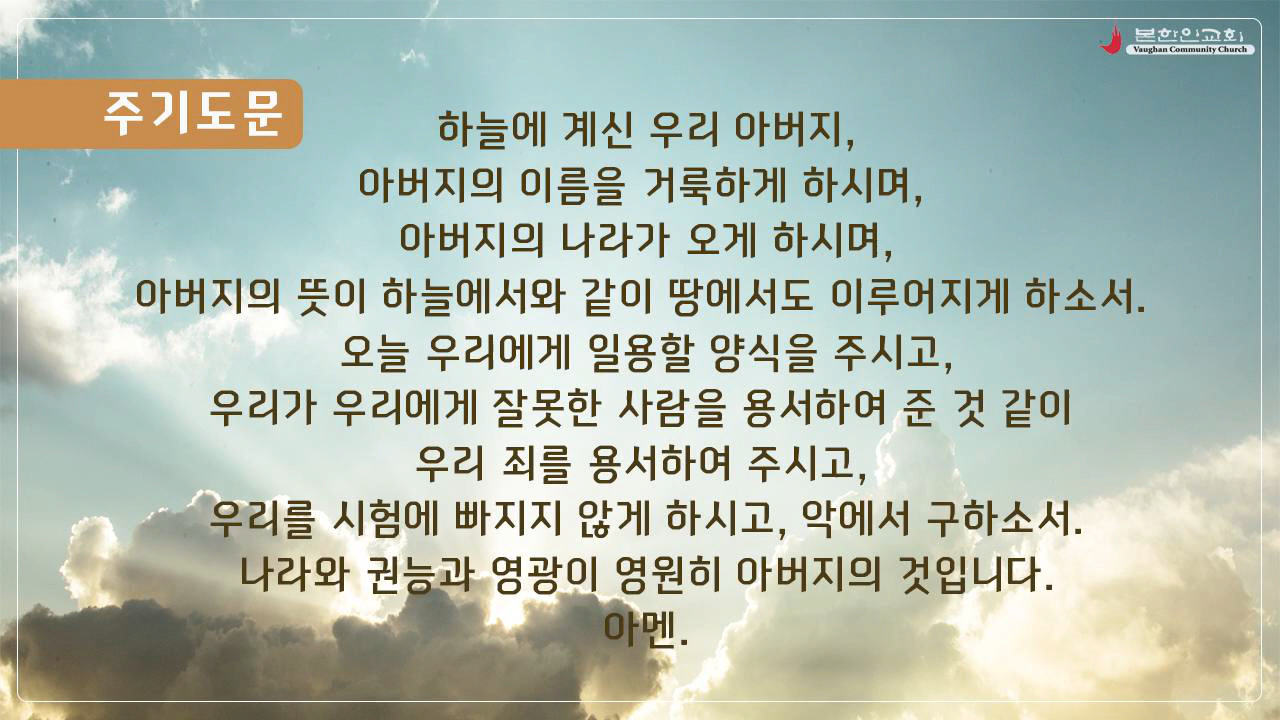 본한인교회
Vaughan Community Church
주기도문
하늘에 계신 우리 아버지,
아버지의 이름을 거룩하게 하시며,
아버지의 나라가 오게 하시며,
아버지의 뜻이 하늘에서와 같이 땅에서도 이루어지게 하소서.
오늘 우리에게 일용할 양식을 주시고,
우리가 우리에게 잘못한 사람을 용서하여 준 것 같이
우리 죄를 용서하여 주시고,
우리를 시험에 빠지지 않게 하시고, 악에서 구하소서.
나라와 권능과 영광이 영원히 아버지의 것입니다.
아멘.